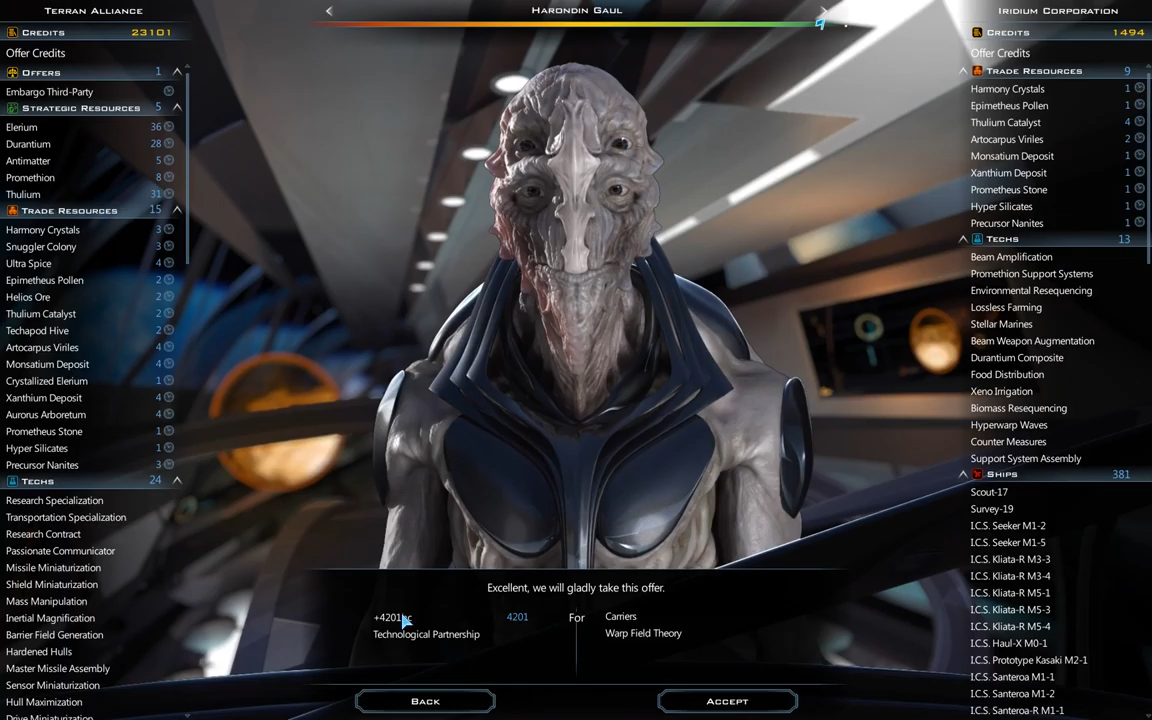 TERRAN ALLIANCE
CREDITS 23101
Offer Credits
OFFERS 1
Embargo Third-Party
STRATEGIC RESOURCES 5
Elerium 36
Durantium 28
Antimatter 5
Promethion 8
Thulium 31
TRADE RESOURCES 15
Harmony Crystals 3
Snuggler Colony 3
Ultra Spice 4
Epimetheus Pollen 2
Helios Ore 2
Thulium Catalyst 2
Techapod Hive 2
Artocarpus Viriles 4
Monsatium Deposit 4
Crystallized Elerium 1
Xanthium Deposit 4
Aurorus Arboretum 4
Prometheus Stone 1
Hyper Silicates 1
Precursor Nanites 3
TECHS 24
Research Specialization
Transportation Specialization
Research Contract
Passionate Communicator
Missile Miniaturization
Shield Miniaturization
Mass Manipulation
Inertial Magnification
Barrier Field Generation
Hardened Hulls
Master Missile Assembly
Sensor Miniaturization
Hull Maximization
Drive Miniaturization
HARONDIN GAUL
Excellent, we will gladly take this offer.
4201 For Carriers
Technological Partnership Warp Field Theory
BACK
ACCEPT
IRIDIUM CORPORATION
CREDITS 1494
Offer Credits
TRADE RESOURCES 9
Harmony Crystals 1
Epimetheus Pollen 1
Thulium Catalyst 4
Artocarpus Viriles 2
Monsatium Deposit 1
Xanthium Deposit 1
Prometheus Stone 1
Hyper Silicates 1
Precursor Nanites 1
TECHS 13
Beam Amplification
Promethion Support Systems
Environmental Resequencing
Lossless Farming
Stellar Marines
Beam Weapon Augmentation
Durantium Composite
Food Distribution
Xeno Irrigation
Biomass Resequencing
Hyperwarp Waves
Counter Measures
Support System Assembly
SHIPS 381
Scout-17
Survey-19
I.C.S. Seeker M1-2
I.C.S. Seeker M1-5
I.C.S. Kliata-R M3-3
I.C.S. Kliata-R M3-4
I.C.S. Kliata-R M5-1
I.C.S. Kliata-R M5-3
I.C.S. Kliata-R M5-4
I.C.S. Haul-X M0-1
I.C.S. Prototype Kasaki M2-1
I.C.S. Santeroa M1-1
I.C.S. Santeroa M1-2
I.C.S. Santeroa-R M1-1